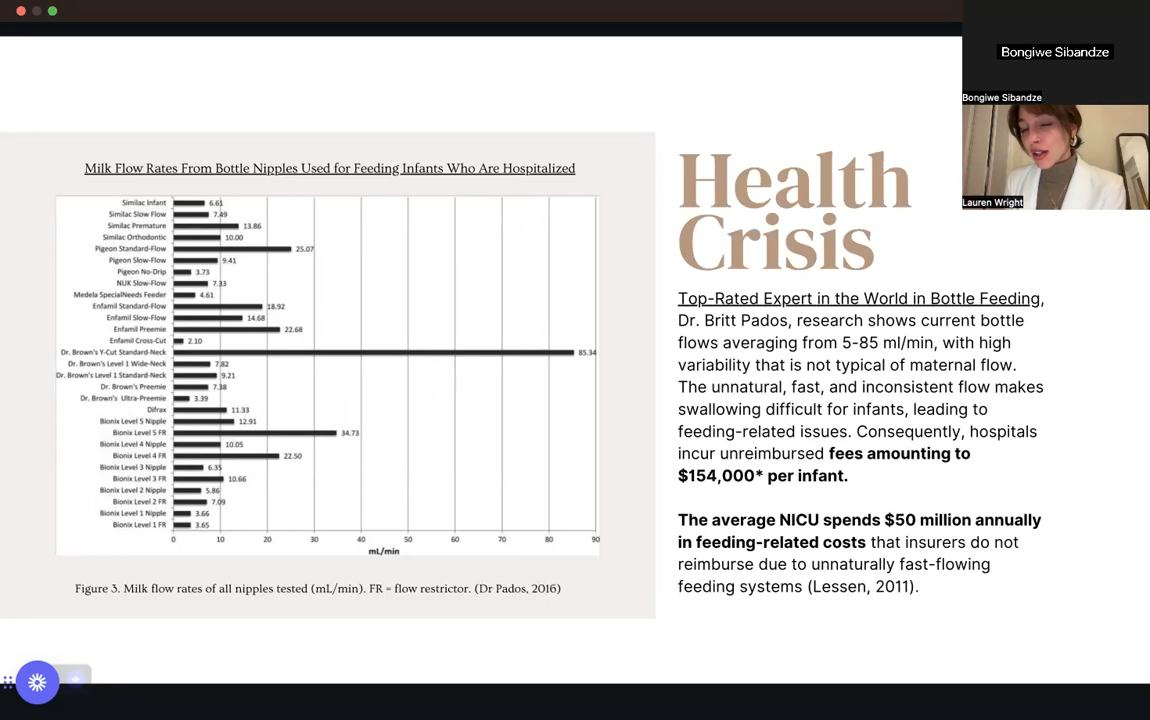 Bongiwe Sibandze
Bongiwe Sibandze
Lauren Wright
Milk Flow Rates From Bottle Nipples Used for Feeding Infants Who Are Hospitalized
Similac Infant 6.61
Similac Slow Flow 7.49
Similac Premature 13.86
Similac Orthodontic 10.00
Pigeon Standard-Flow 25.07
Pigeon Slow-Flow 9.41
Pigeon No-Drip 3.73
NUK Slow-Flow 7.33
Medela SpecialNeeds Feeder 4.61
Enfamil Standard-Flow 18.92
Enfamil Slow-Flow 14.68
Enfamil Preemie 22.68
Enfamil Cross-Cut 2.10
Dr. Brown's Y-Cut Standard-Neck 85.34
Dr. Brown's Level 1 Wide-Neck 7.82
Dr. Brown's Level 1 Standard-Neck 9.21
Dr. Brown's Preemie 7.38
Dr. Brown's Ultra-Preemie 3.39
Difrax 11.33
Bionix Level 5 Nipple 12.91
Bionix Level 5 FR 34.73
Bionix Level 4 Nipple 10.05
Bionix Level 4 FR 22.50
Bionix Level 3 Nipple 6.35
Bionix Level 3 FR 10.66
Bionix Level 2 Nipple 5.86
Bionix Level 2 FR 7.09
Bionix Level 1 Nipple 3.66
Bionix Level 1 FR 3.65
0 10 20 30 40 50 60 70 80 90
mL/min
Figure 3. Milk flow rates of all nipples tested (mL/min). FR = flow restrictor. (Dr Pados, 2016)
Health
Crisis
Top-Rated Expert in the World in Bottle Feeding,
Dr. Britt Pados, research shows current bottle
flows averaging from 5-85 ml/min, with high
variability that is not typical of maternal flow.
The unnatural, fast, and inconsistent flow makes
swallowing difficult for infants, leading to
feeding-related issues. Consequently, hospitals
incur unreimbursed fees amounting to
$154,000* per infant.
The average NICU spends $50 million annually
in feeding-related costs that insurers do not
reimburse due to unnaturally fast-flowing
feeding systems (Lessen, 2011).